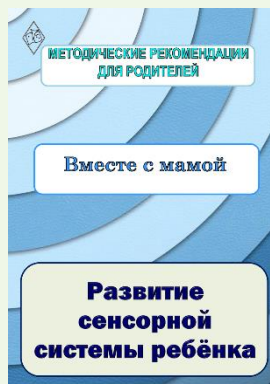 МЕТОДИЧЕСКИЕ РЕКОМЕНДАЦИИ
ДЛЯ РОДИТЕЛЕЙ
Вместе с мамой
Развитие
сенсорной
системы ребёнка